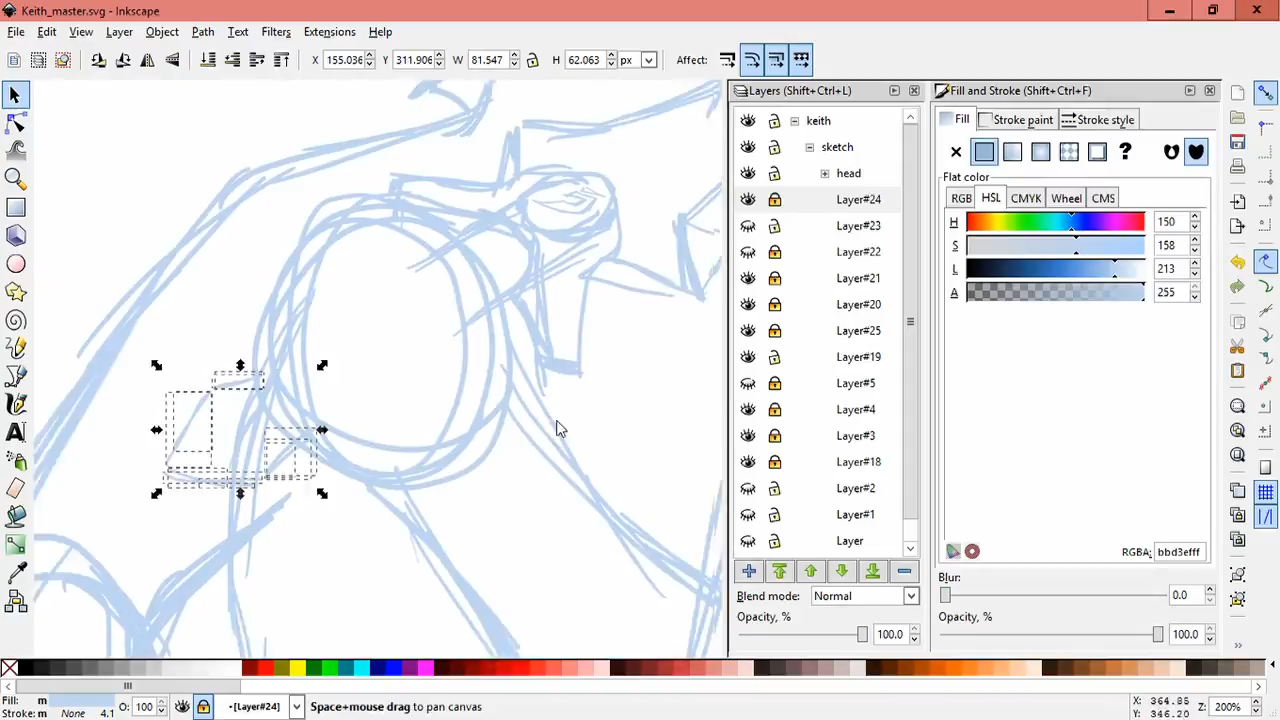 Keith_master.svg - Inkscape
File Edit View Layer Object Path Text Filters Extensions Help
X 155.036 Y 311.906 W 81.547 H 62.063 px Affect:
Layers (Shift+Ctrl+L)
Fill and Stroke (Shift+Ctrl+F)
keith
sketch
head
Layer#24
Layer#23
Layer#22
Layer#21
Layer#20
Layer#25
Layer#19
Layer#5
Layer#4
Layer#3
Layer#18
Layer#2
Layer#1
Layer
Blend mode: Normal
Opacity, %
100.0
Fill Stroke paint Stroke style
Flat color
RGB HSL CMYK Wheel CMS
H 150
S 158
L 213
A 255
RGBA: bbd3efff
Blur:
0.0
Opacity, %
100.0
Fill: m
Stroke: m None 4.1
O: 100
•[Layer#24]
Space+mouse drag to pan canvas
X: 364.85
Y: 346.20
Z: 200%